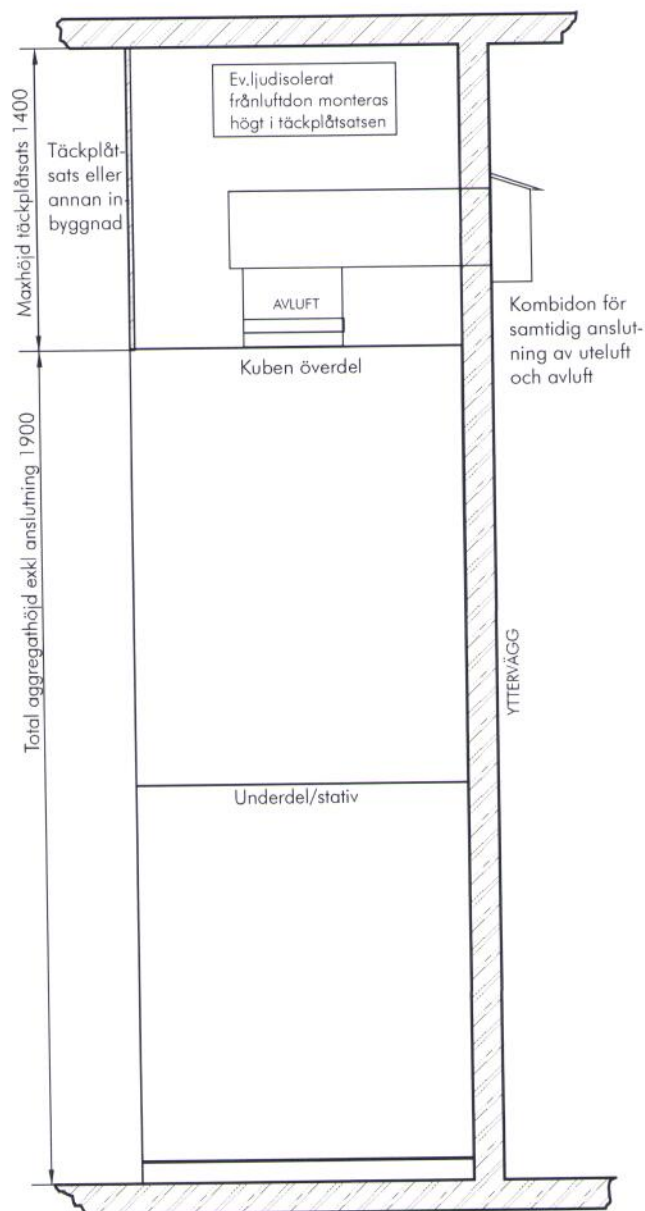 Maxhöjd täckplåtsats 1400
Ev.ljudisolerat
frånluftdon monteras
högt i täckplåtsatsen
Täckplåt-
sats eller
annan in-
byggnad
AVLUFT
Kombidon för
samtidig anslut-
ning av uteluft
och avluft
Kuben överdel
Total aggregathöjd exkl anslutning 1900
YTTERVÄGG
Underdel/stativ